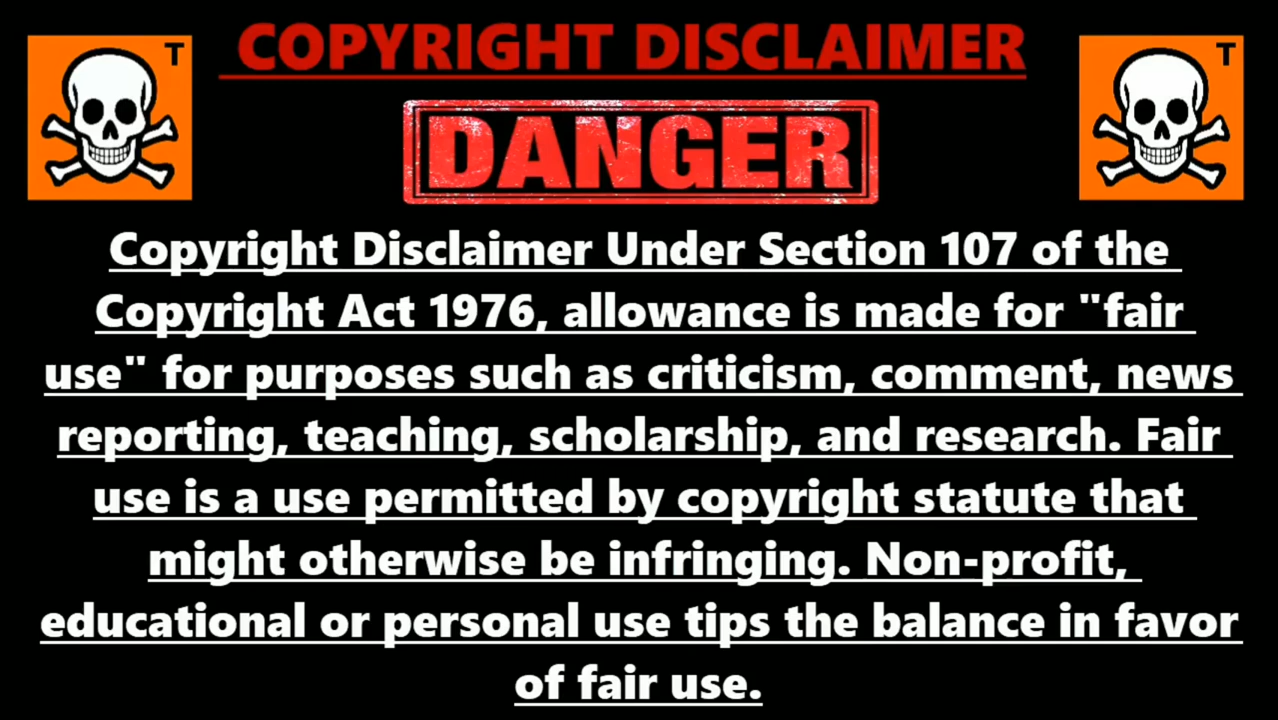 T
COPYRIGHT DISCLAIMER
T
DANGER
Copyright Disclaimer Under Section 107 of the
Copyright Act 1976, allowance is made for "fair
use" for purposes such as criticism, comment, news
reporting, teaching, scholarship, and research. Fair
use is a use permitted by copyright statute that
might otherwise be infringing. Non-profit,
educational or personal use tips the balance in favor
of fair use.